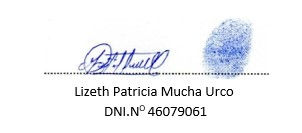 Lizeth Patricia Mucha Urco
DNI.Nº 46079061